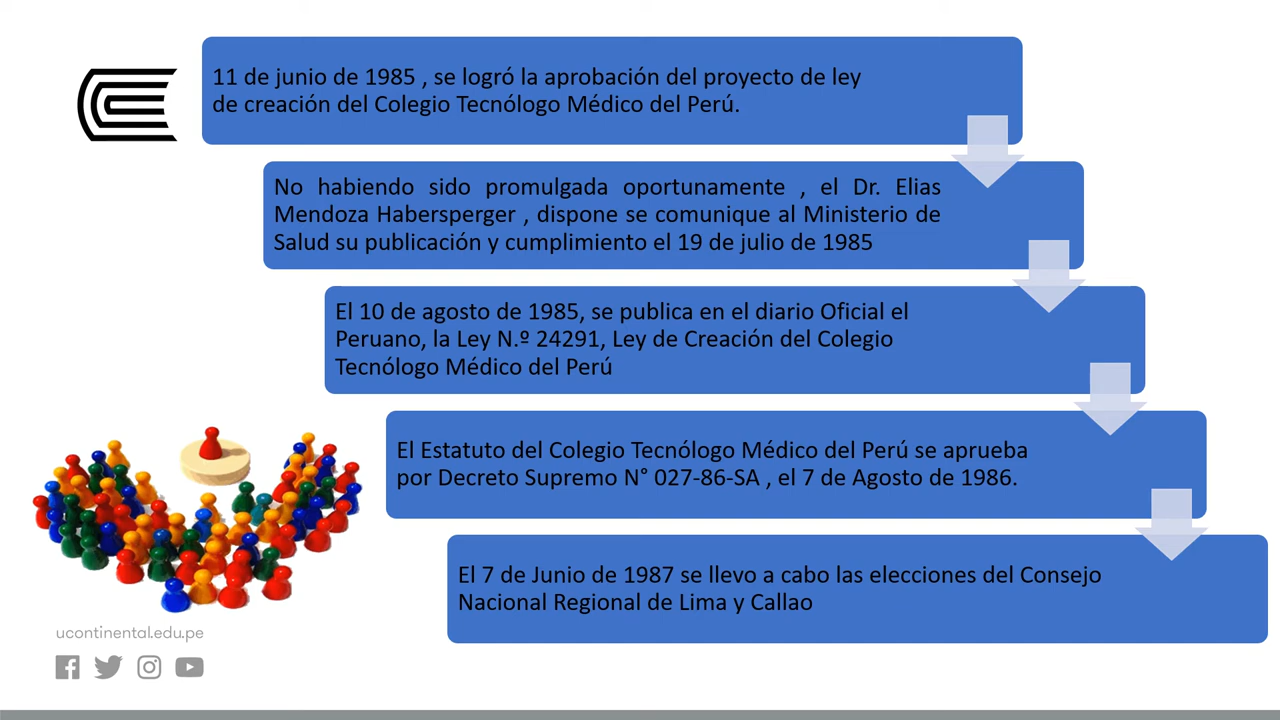 11 de junio de 1985 , se logró la aprobación del proyecto de ley
de creación del Colegio Tecnólogo Médico del Perú.
No habiendo sido promulgada oportunamente , el Dr. Elias
Mendoza Habersperger , dispone se comunique al Ministerio de
Salud su publicación y cumplimiento el 19 de julio de 1985
El 10 de agosto de 1985, se publica en el diario Oficial el
Peruano, la Ley N.º 24291, Ley de Creación del Colegio
Tecnólogo Médico del Perú
El Estatuto del Colegio Tecnólogo Médico del Perú se aprueba
por Decreto Supremo N° 027-86-SA , el 7 de Agosto de 1986.
El 7 de Junio de 1987 se llevo a cabo las elecciones del Consejo
Nacional Regional de Lima y Callao
ucontinental.edu.pe